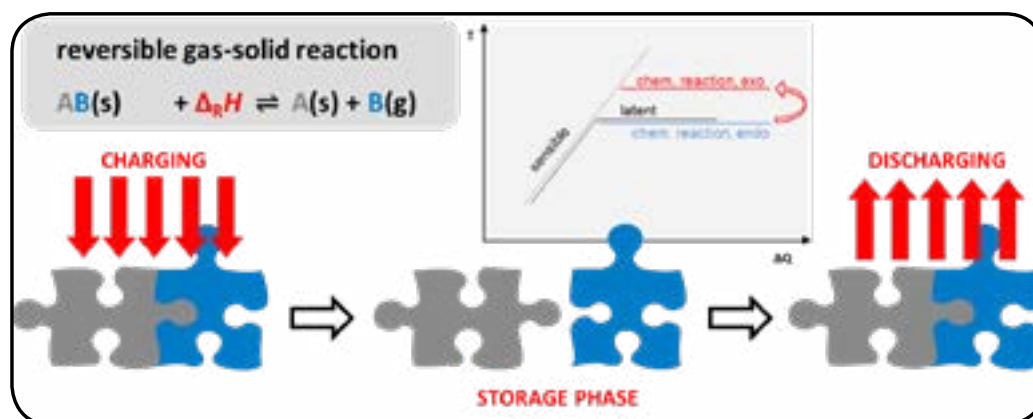 reversible gas-solid reaction
AB(s) + ΔRH ⇌ A(s) + B(g)
T
chem. reaction, exo.
latent
chem. reaction, endo
sensible
ΔQ
CHARGING
DISCHARGING
STORAGE PHASE